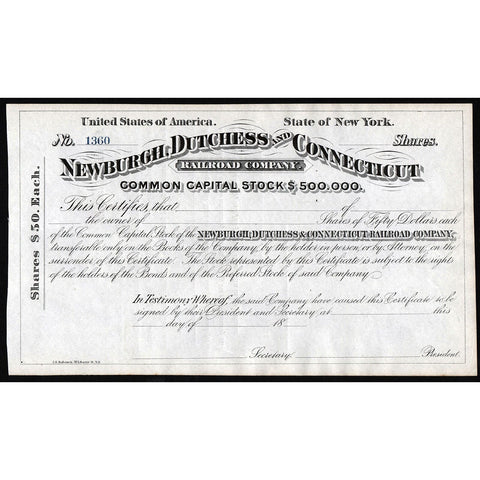 United States of America. State of New York.
No. 1360 Shares.
NEWBURGH, DUTCHESS AND CONNECTICUT
RAILROAD COMPANY.
COMMON CAPITAL STOCK $500.000.
Shares $50. Each.
This Certifies, that of
the owner of Shares of Fifty Dollars each
of the Common Capital Stock of the NEWBURGH, DUTCHESS & CONNECTICUT RAILROAD COMPANY,
transferable only on the Books of the Company, by the holder in person, or by Attorney, on the
surrender of this Certificate. The Stock represented by this Certificate is subject to the rights
of the holders of the Bonds and of the Preferred Stock of said Company.
In Testimony Whereof, the said Company have caused this Certificate to be
signed by their President and Secretary at this
day of 18
Secretary. President.